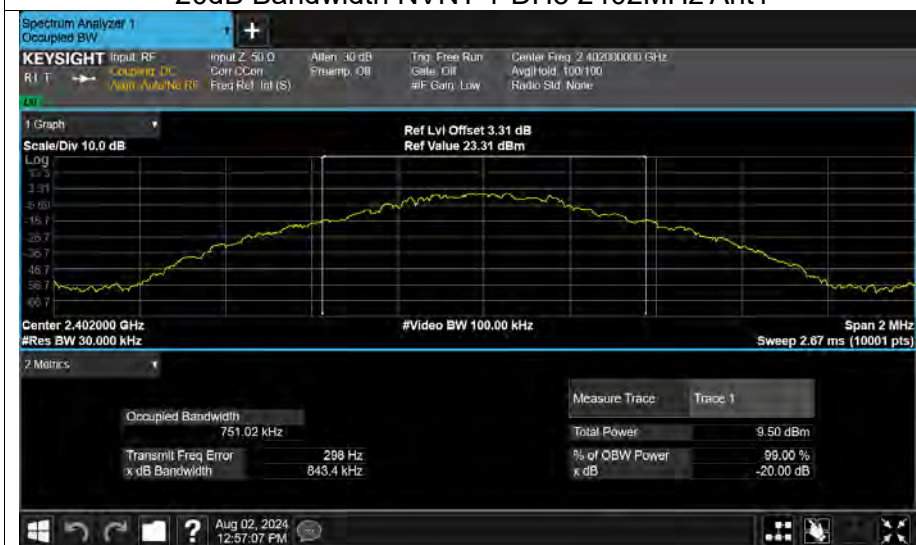 20dB Bandwidth NVNT 1-DH5 2402MHz Ant1
Spectrum Analyzer 1
Occupied BW
KEYSIGHT Input: RF Input Z: 50 Ω Atten: 30 dB Trig: Free Run Center Freq: 2.402000000 GHz
R L T Coupling: DC Corr CCorr Preamp: Off Gate: Off Avg|Hold: 100/100
Align: Auto/No RF Freq Ref: Int (S) #IF Gain: Low Radio Std: None
1 Graph
Ref Lvl Offset 3.31 dB
Scale/Div 10.0 dB Ref Value 23.31 dBm
Log
3.31
-16.7
-26.7
-36.7
-46.7
-56.7
-66.7
Center 2.402000 GHz #Video BW 100.00 kHz Span 2 MHz
#Res BW 30.000 kHz Sweep 2.67 ms (10001 pts)
2 Metrics
Measure Trace Trace 1
Occupied Bandwidth
751.02 kHz Total Power 9.50 dBm
Transmit Freq Error 298 Hz % of OBW Power 99.00 %
x dB Bandwidth 843.4 kHz x dB -20.00 dB
? Aug 02, 2024
12:57:07 PM